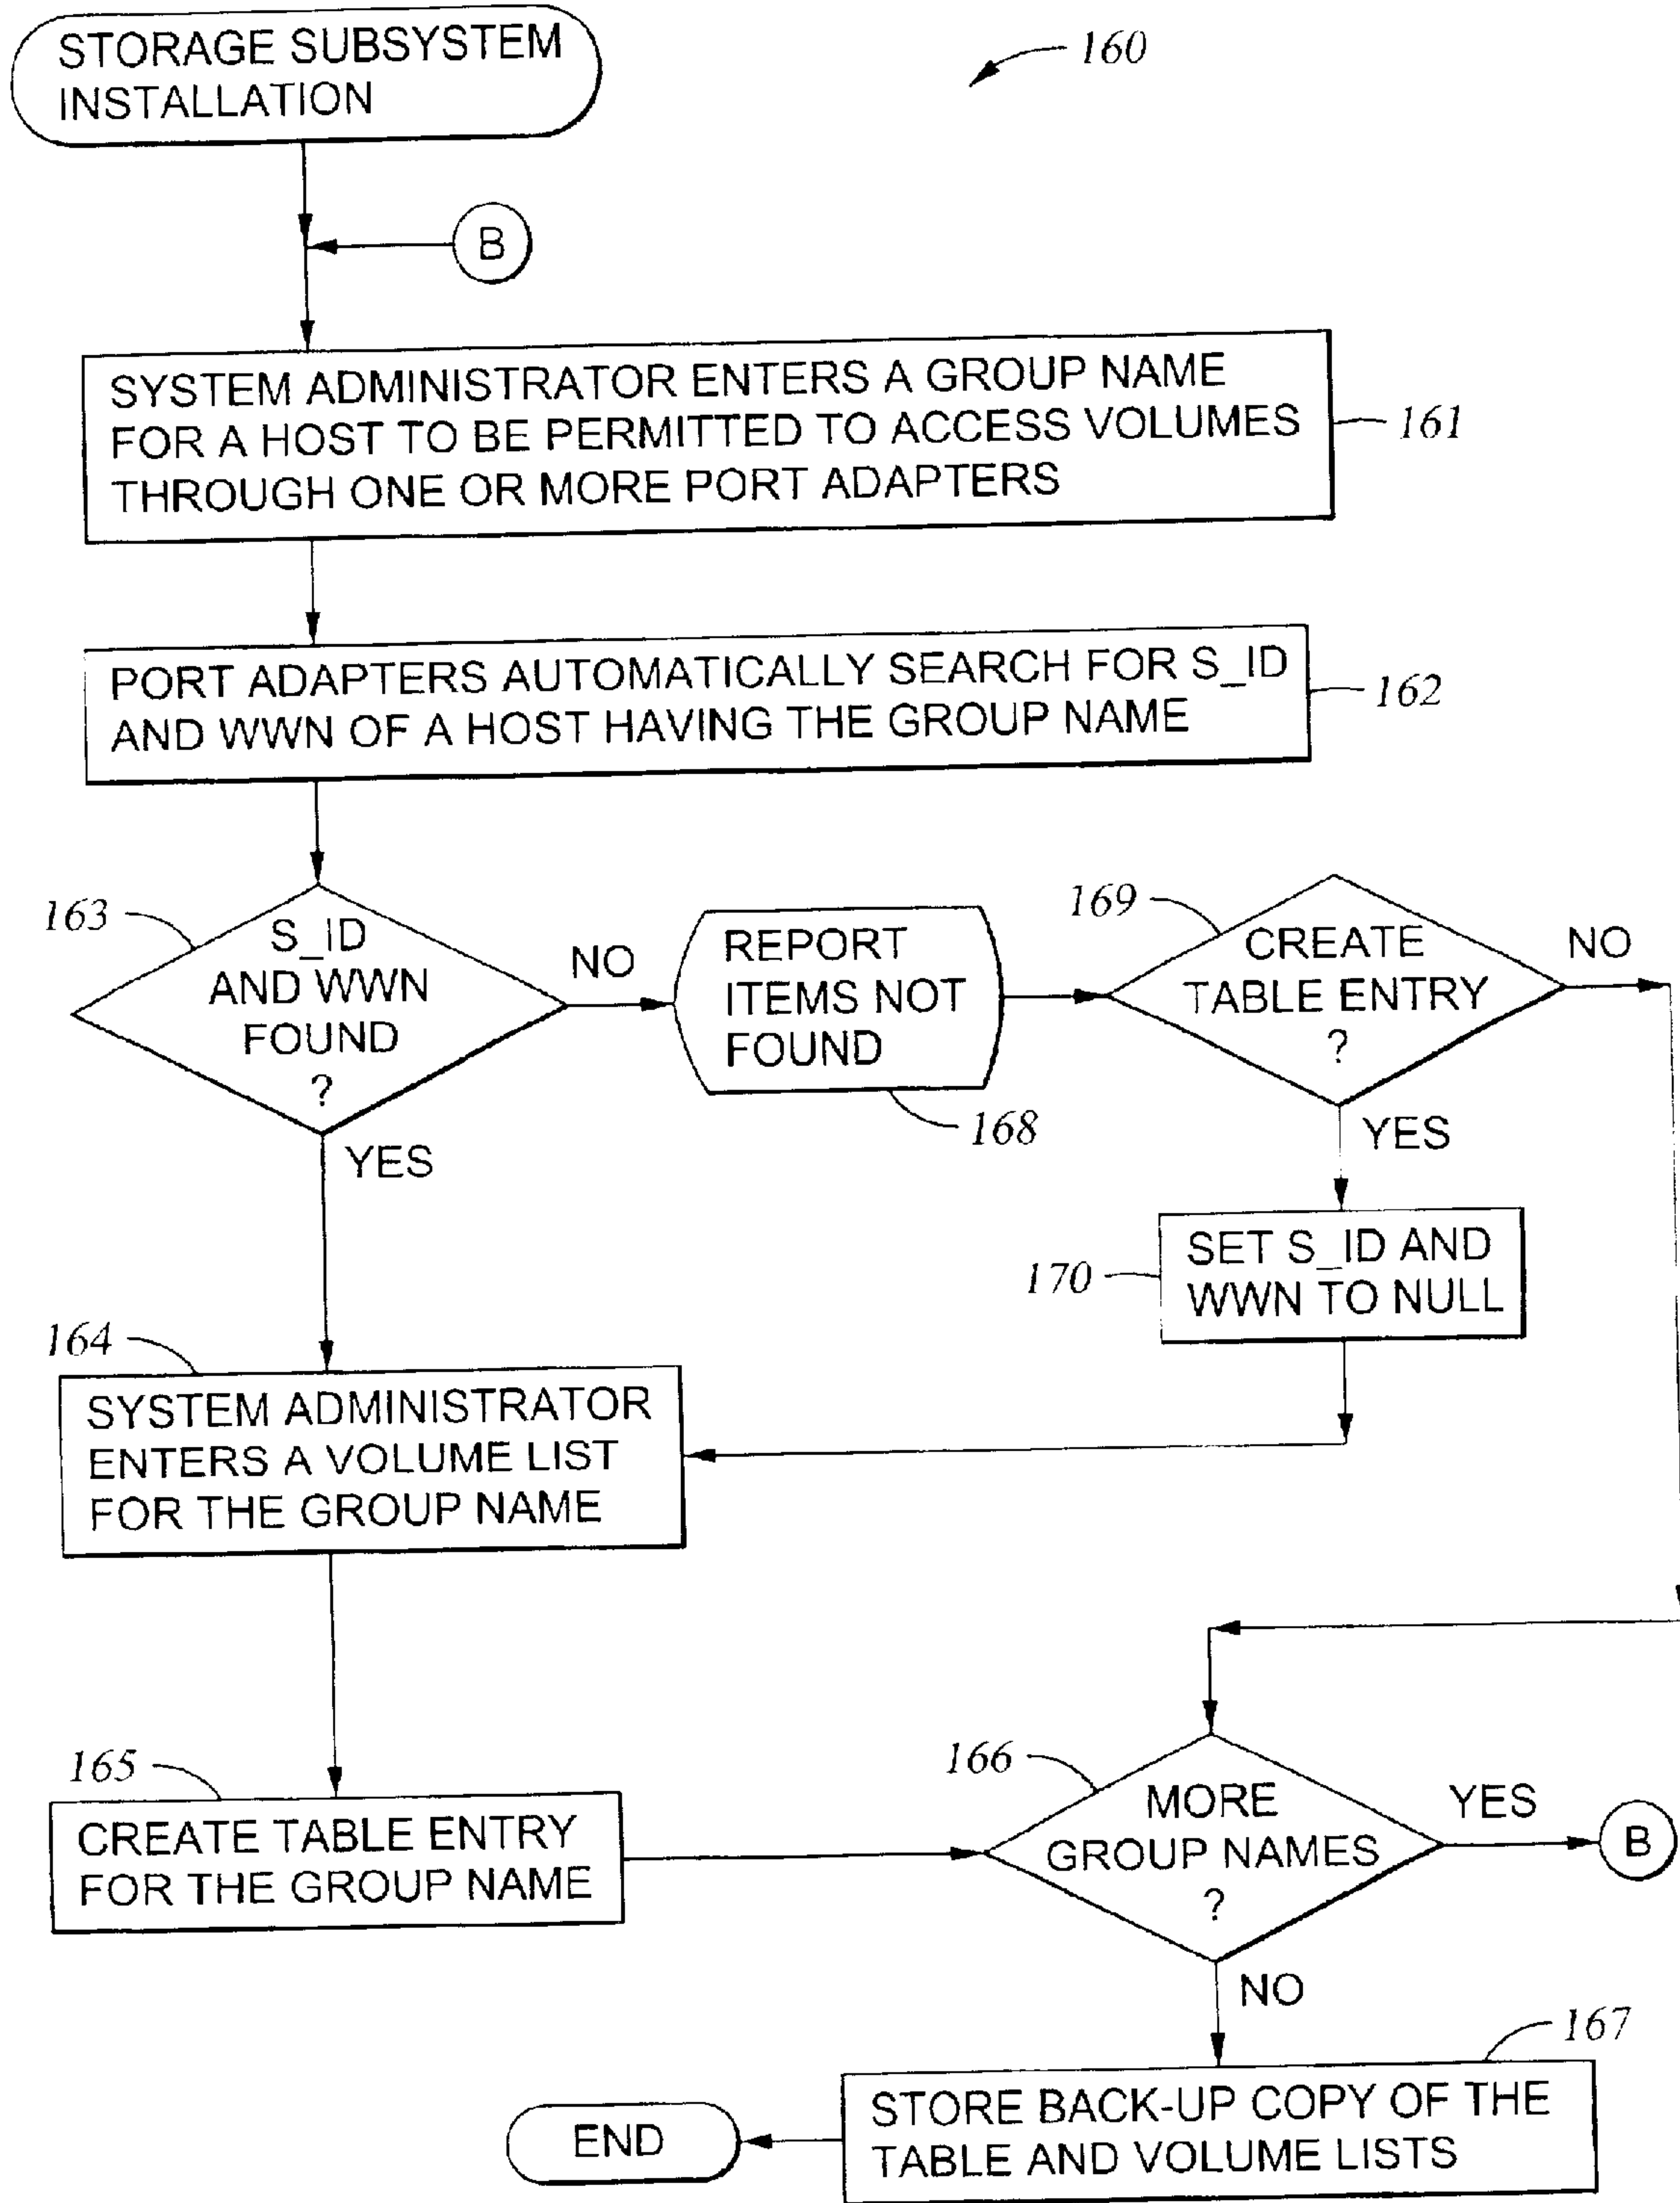 STORAGE SUBSYSTEM
INSTALLATION
160
B
SYSTEM ADMINISTRATOR ENTERS A GROUP NAME
FOR A HOST TO BE PERMITTED TO ACCESS VOLUMES
THROUGH ONE OR MORE PORT ADAPTERS
161
PORT ADAPTERS AUTOMATICALLY SEARCH FOR S_ID
AND WWN OF A HOST HAVING THE GROUP NAME
162
163
S_ID
AND WWN
FOUND
?
NO
YES
REPORT
ITEMS NOT
FOUND
168
169
CREATE
TABLE ENTRY
?
NO
YES
SET S_ID AND
WWN TO NULL
170
164
SYSTEM ADMINISTRATOR
ENTERS A VOLUME LIST
FOR THE GROUP NAME
165
CREATE TABLE ENTRY
FOR THE GROUP NAME
166
MORE
GROUP NAMES
?
YES
B
NO
167
STORE BACK-UP COPY OF THE
TABLE AND VOLUME LISTS
END